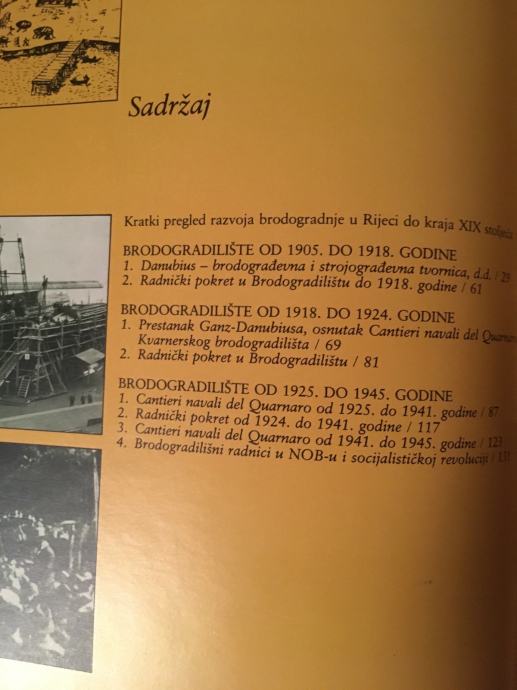 Sadržaj
Kratki pregled razvoja brodogradnje u Rijeci do kraja XIX stoljeća
BRODOGRADILIŠTE OD 1905. DO 1918. GODINE
1. Danubius – brodograđevna i strojograđevna tvornica, d.d. / 29
2. Radnički pokret u Brodogradilištu do 1918. godine / 61
BRODOGRADILIŠTE OD 1918. DO 1924. GODINE
1. Prestanak Ganz-Danubiusa, osnutak Cantieri navali del Quarnaro
Kvarnerskog brodogradilišta / 69
2. Radnički pokret u Brodogradilištu / 81
BRODOGRADILIŠTE OD 1925. DO 1945. GODINE
1. Cantieri navali del Quarnaro od 1925. do 1941. godine / 87
2. Radnički pokret od 1924. do 1941. godine / 117
3. Cantieri navali del Quarnaro od 1941. do 1945. godine / 123
4. Brodogradilišni radnici u NOB-u i socijalističkoj revoluciji /